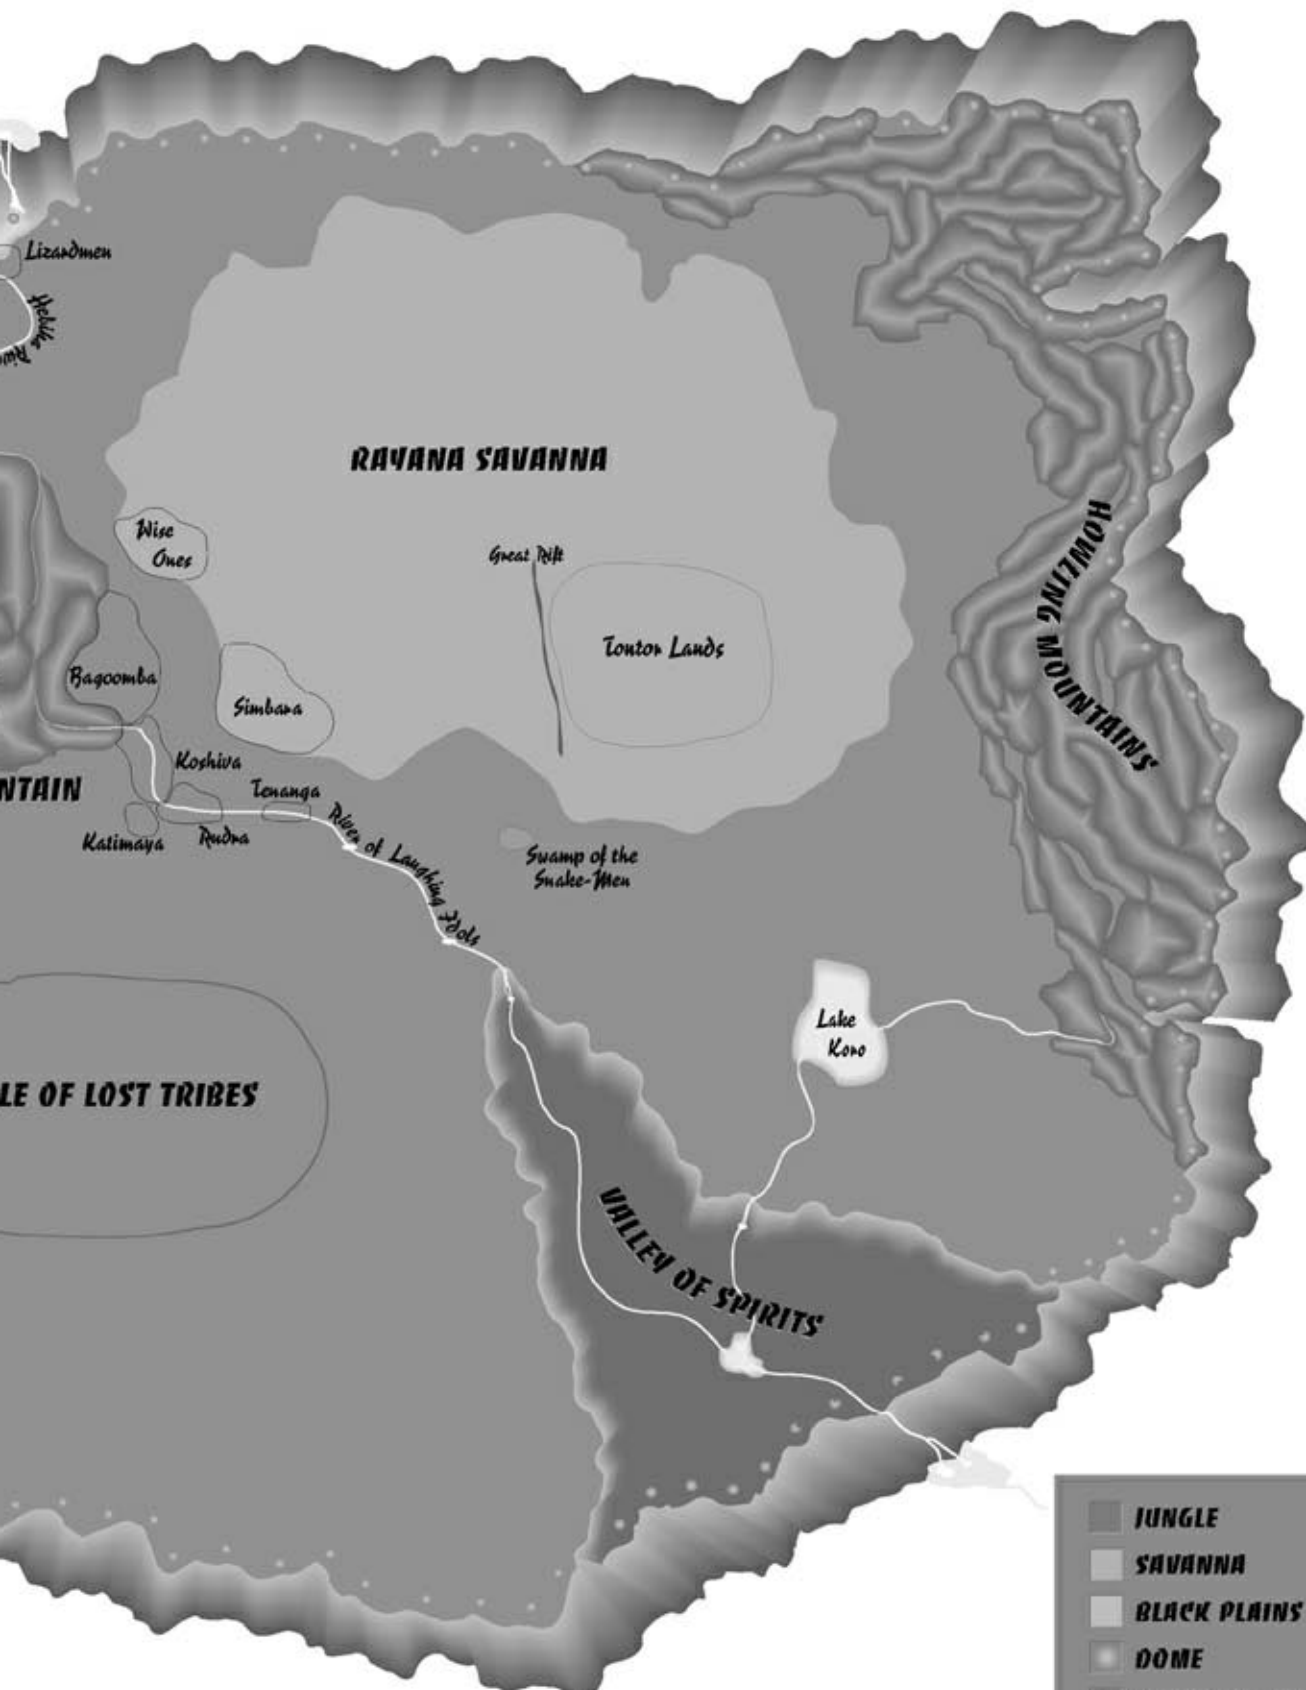 Lizardmen
Hebika
RAYANA SAVANNA
Wise
Ones
Great Rift
HOWLING MOUNTAINS
Tontor Lands
Bagoomba
Simbara
Koshiva
NTAIN
Tenanga
Katimaya
Rudra
River of Laughing Idols
Swamp of the
Snake-Men
Lake
Koro
LE OF LOST TRIBES
VALLEY OF SPIRITS
JUNGLE
SAVANNA
BLACK PLAINS
DOME